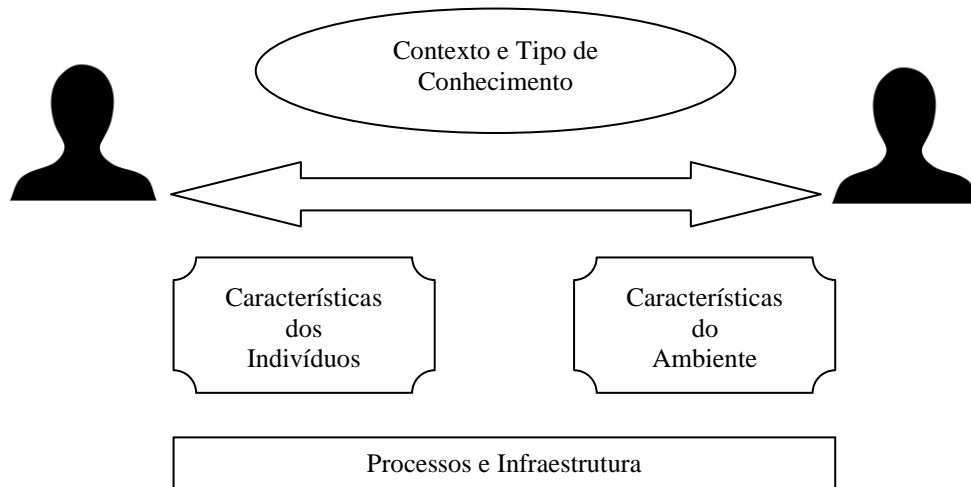 Contexto e Tipo de
Conhecimento
Características
dos
Indivíduos
Características
do
Ambiente
Processos e Infraestrutura